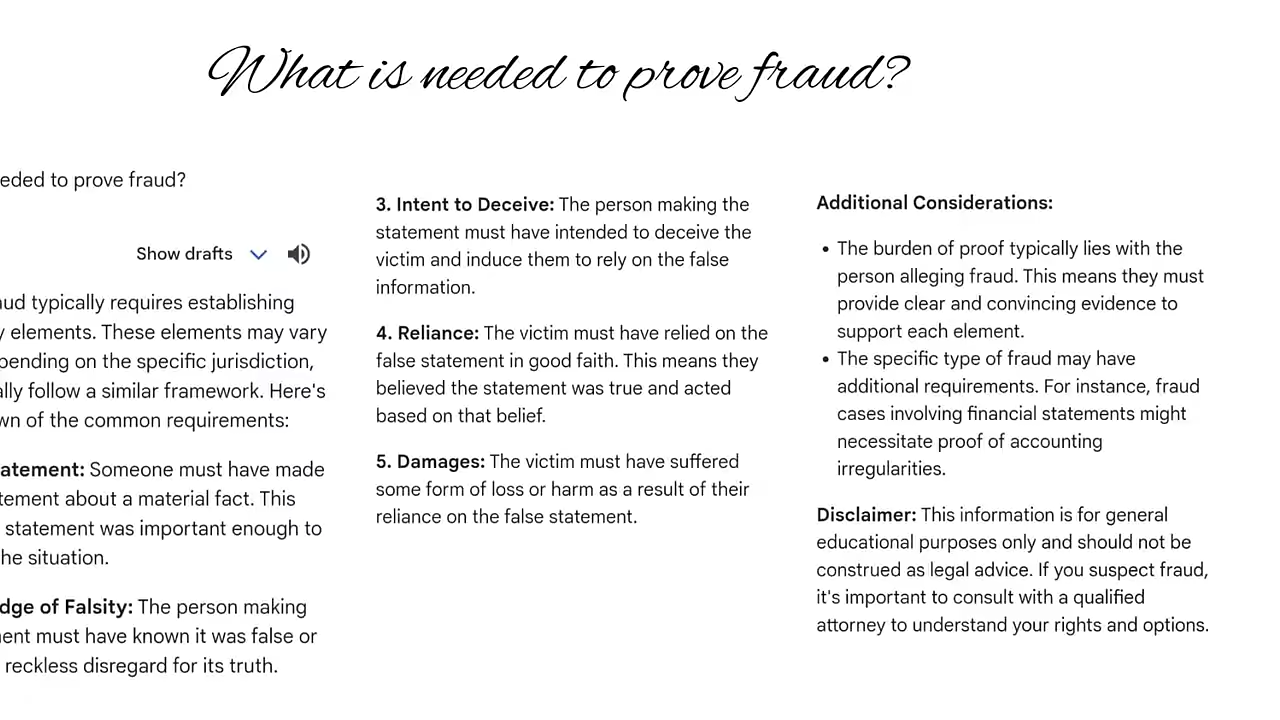 What is needed to prove fraud?
eded to prove fraud?
Show drafts
aud typically requires establishing
y elements. These elements may vary
pending on the specific jurisdiction,
ally follow a similar framework. Here's
wn of the common requirements:
atement: Someone must have made
tement about a material fact. This
statement was important enough to
he situation.
dge of Falsity: The person making
ent must have known it was false or
reckless disregard for its truth.
3. Intent to Deceive: The person making the
statement must have intended to deceive the
victim and induce them to rely on the false
information.
4. Reliance: The victim must have relied on the
false statement in good faith. This means they
believed the statement was true and acted
based on that belief.
5. Damages: The victim must have suffered
some form of loss or harm as a result of their
reliance on the false statement.
Additional Considerations:
• The burden of proof typically lies with the
person alleging fraud. This means they must
provide clear and convincing evidence to
support each element.
• The specific type of fraud may have
additional requirements. For instance, fraud
cases involving financial statements might
necessitate proof of accounting
irregularities.
Disclaimer: This information is for general
educational purposes only and should not be
construed as legal advice. If you suspect fraud,
it's important to consult with a qualified
attorney to understand your rights and options.